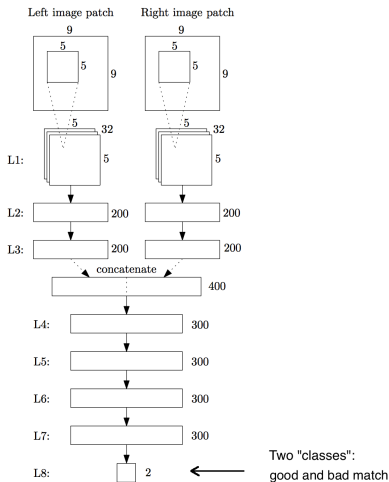 Left image patch Right image patch
9 9
5 5
5 9 5 9
5 32 5 32
L1: 5 5
L2: 200 200
L3: 200 200
concatenate
400
L4: 300
L5: 300
L6: 300
L7: 300
Two "classes":
L8: 2 good and bad match